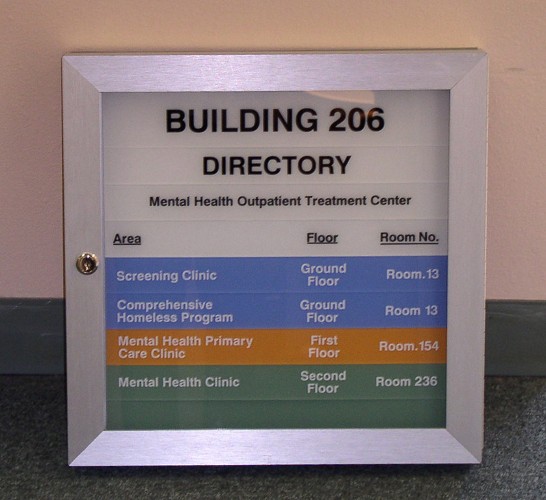 BUILDING 206
DIRECTORY
Mental Health Outpatient Treatment Center
Area Floor Room No.
Screening Clinic Ground Floor Room.13
Comprehensive Homeless Program Ground Floor Room 13
Mental Health Primary Care Clinic First Floor Room.154
Mental Health Clinic Second Floor Room 236